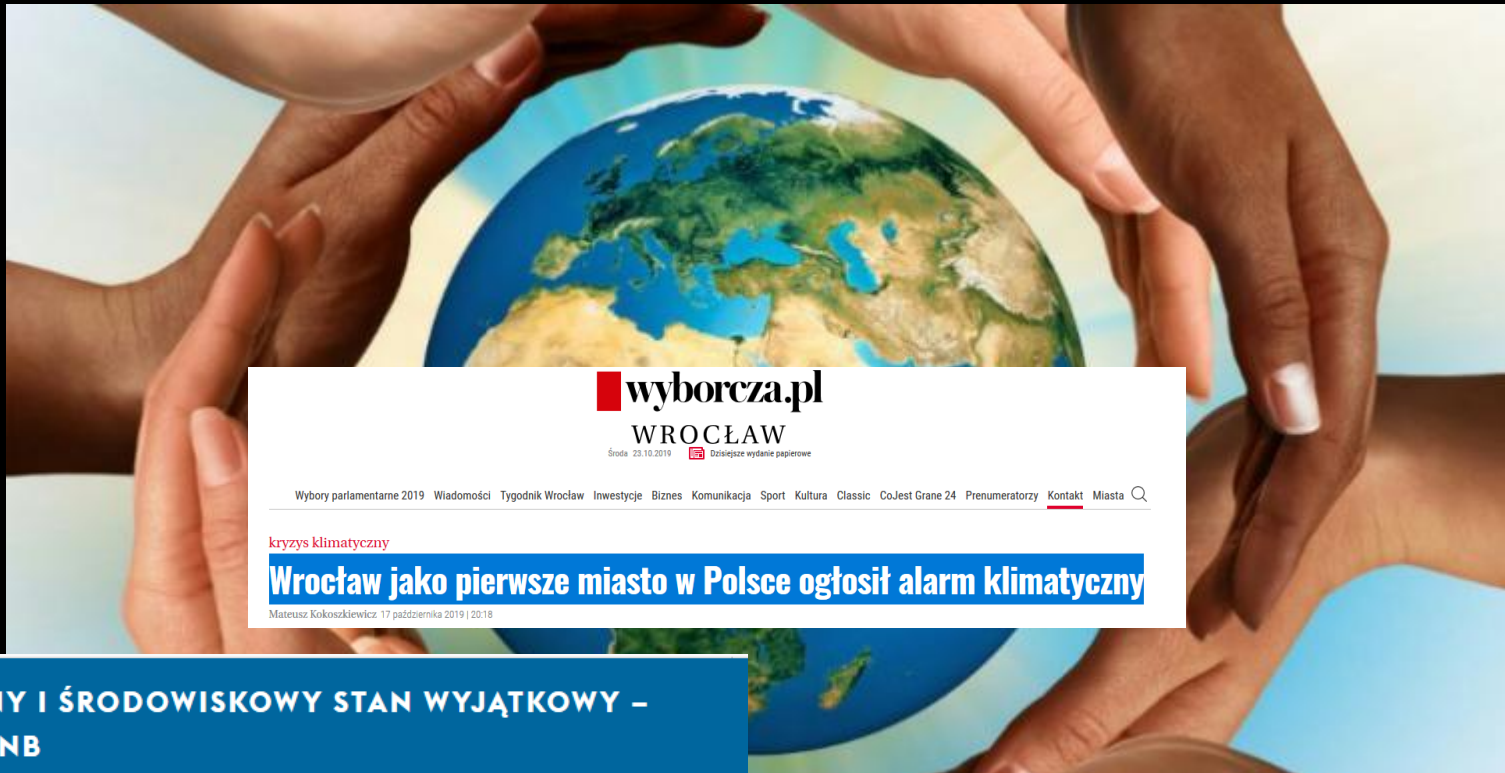 wyborcza.pl
WROCŁAW
Środa 23.10.2019 Dzisiejsze wydanie papierowe
Wybory parlamentarne 2019 Wiadomości Tygodnik Wrocław Inwestycje Biznes Komunikacja Sport Kultura Classic CoJest Grane 24 Prenumeratorzy Kontakt Miasta
kryzys klimatyczny
Wrocław jako pierwsze miasto w Polsce ogłosił alarm klimatyczny
Mateusz Kokoszkiewicz 17 października 2019 | 20:18
NY I ŚRODOWISKOWY STAN WYJĄTKOWY –
NB